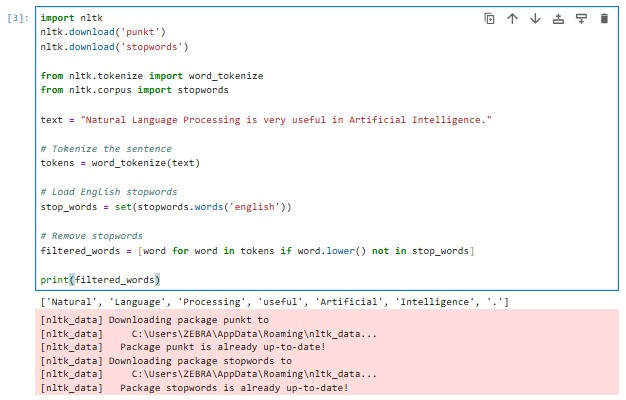 [3]:
import nltk
nltk.download('punkt')
nltk.download('stopwords')
from nltk.tokenize import word_tokenize
from nltk.corpus import stopwords
text = "Natural Language Processing is very useful in Artificial Intelligence."
# Tokenize the sentence
tokens = word_tokenize(text)
# Load English stopwords
stop_words = set(stopwords.words('english'))
# Remove stopwords
filtered_words = [word for word in tokens if word.lower() not in stop_words]
print(filtered_words)
['Natural', 'Language', 'Processing', 'useful', 'Artificial', 'Intelligence', '.']
[nltk_data] Downloading package punkt to
[nltk_data]     C:\Users\ZEBRA\AppData\Roaming\nltk_data...
[nltk_data]   Package punkt is already up-to-date!
[nltk_data] Downloading package stopwords to
[nltk_data]     C:\Users\ZEBRA\AppData\Roaming\nltk_data...
[nltk_data]   Package stopwords is already up-to-date!